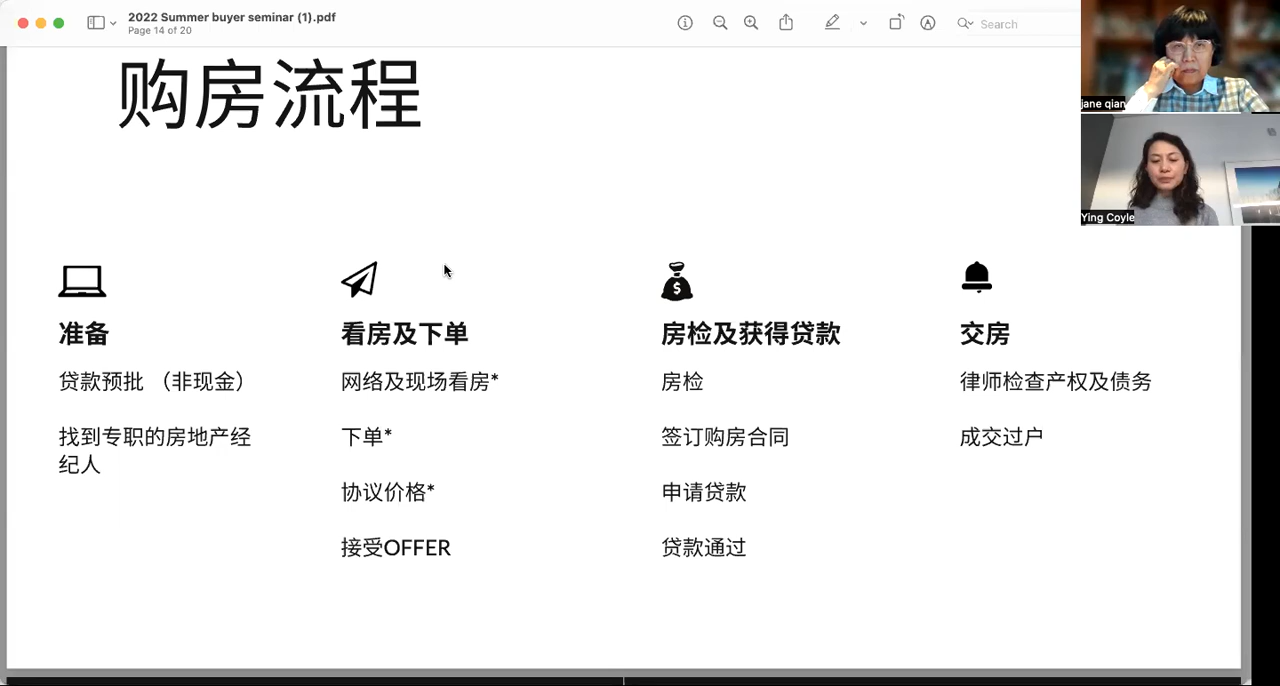 2022 Summer buyer seminar (1).pdf
Page 14 of 20
Search
jane qian
Ying Coyle
购房流程
准备
贷款预批 （非现金）
找到专职的房地产经
纪人
看房及下单
网络及现场看房*
下单*
协议价格*
接受OFFER
房检及获得贷款
房检
签订购房合同
申请贷款
贷款通过
交房
律师检查产权及债务
成交过户